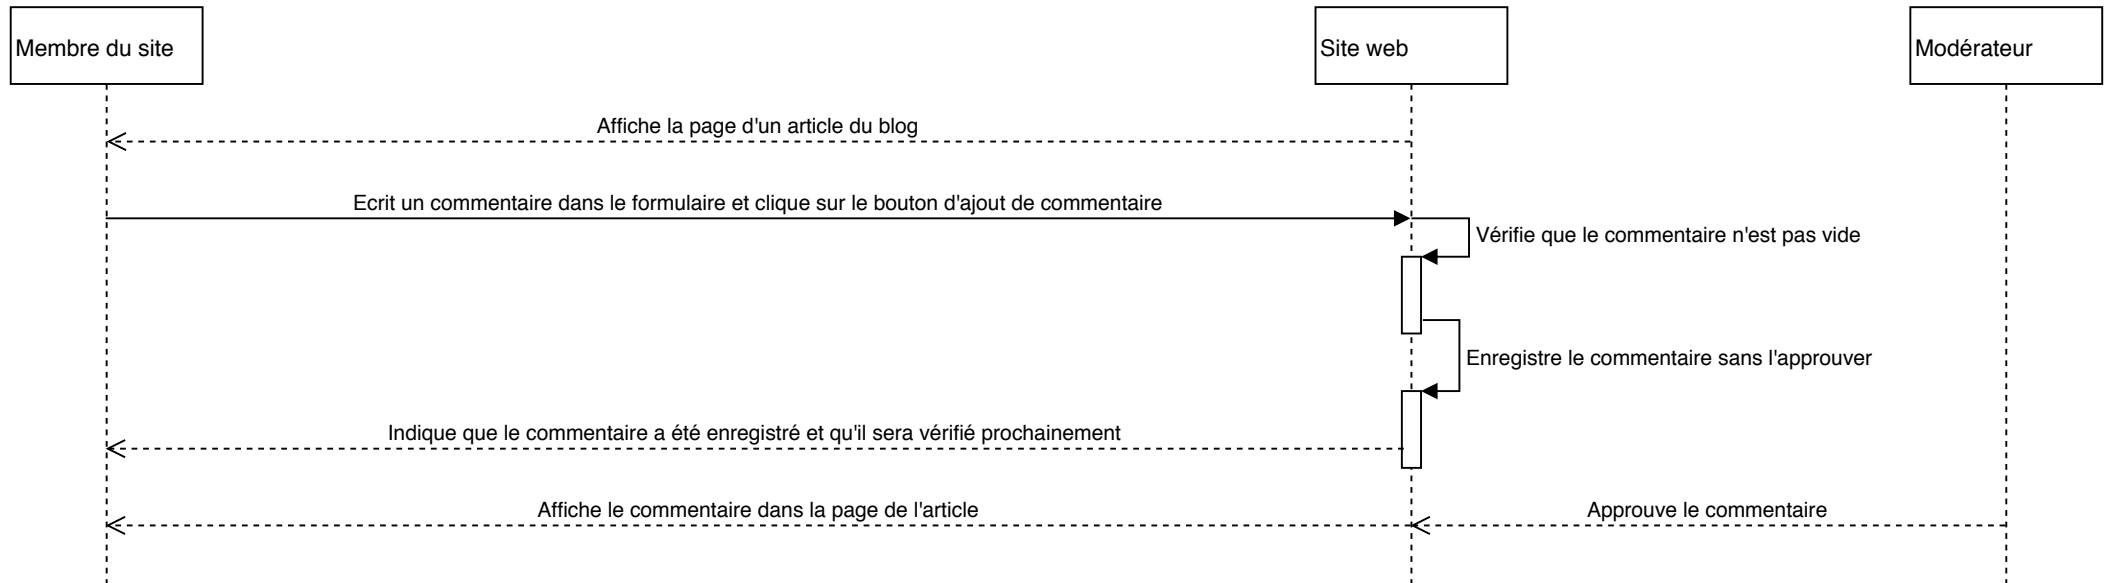 Membre du site
Site web
Modérateur
Affiche la page d'un article du blog
Ecrit un commentaire dans le formulaire et clique sur le bouton d'ajout de commentaire
Vérifie que le commentaire n'est pas vide
Enregistre le commentaire sans l'approuver
Indique que le commentaire a été enregistré et qu'il sera vérifié prochainement
Affiche le commentaire dans la page de l'article
Approuve le commentaire